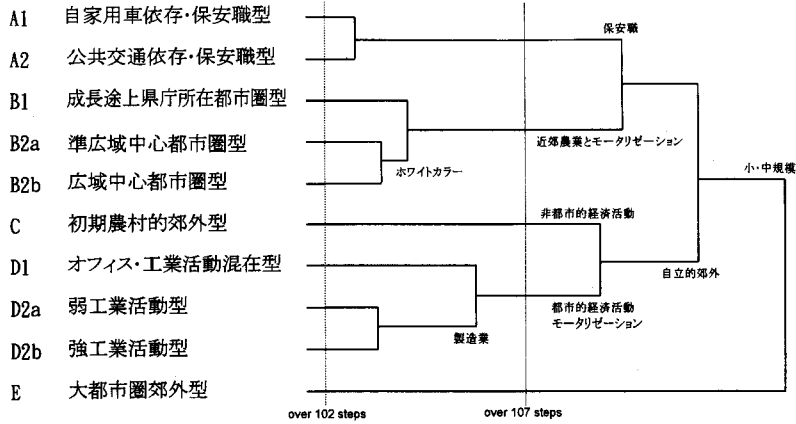 A1 自家用車依存・保安職型
保安職
A2 公共交通依存・保安職型
B1 成長途上県庁所在都市圏型
B2a 準広域中心都市圏型
近郊農業とモータリゼーション
ホワイトカラー
小・中規模
B2b 広域中心都市圏型
C 初期農村的郊外型
非都市的経済活動
D1 オフィス・工業活動混在型
自立的郊外
D2a 弱工業活動型
都市的経済活動
モータリゼーション
製造業
D2b 強工業活動型
E 大都市圏郊外型
over 102 steps
over 107 steps